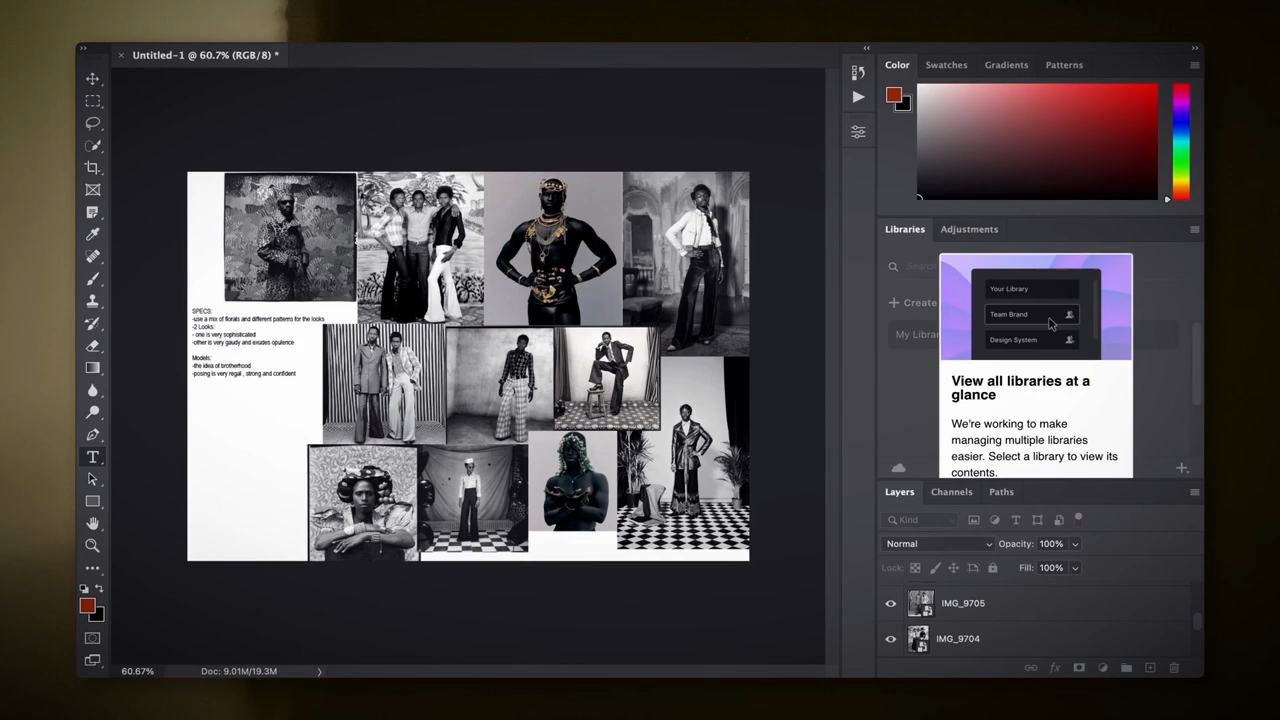 Untitled-1 @ 60.7% (RGB/8) *
Color
Swatches
Gradients
Patterns
Libraries
Adjustments
Search
Create
My Librar
Your Library
Team Brand
Design System
View all libraries at a
glance
We're working to make
managing multiple libraries
easier. Select a library to view its
contents.
SPECS:
-use a mix of florals and different patterns for the looks
-2 Looks:
- one is very sophisticated
-other is very gaudy and exudes opulence
Models:
-the idea of brotherhood
-posing is very regal , strong and confident
Layers
Channels
Paths
Kind
Normal
Opacity: 100%
Lock:
Fill: 100%
IMG_9705
IMG_9704
fx
60.67%
Doc: 9.01M/19.3M